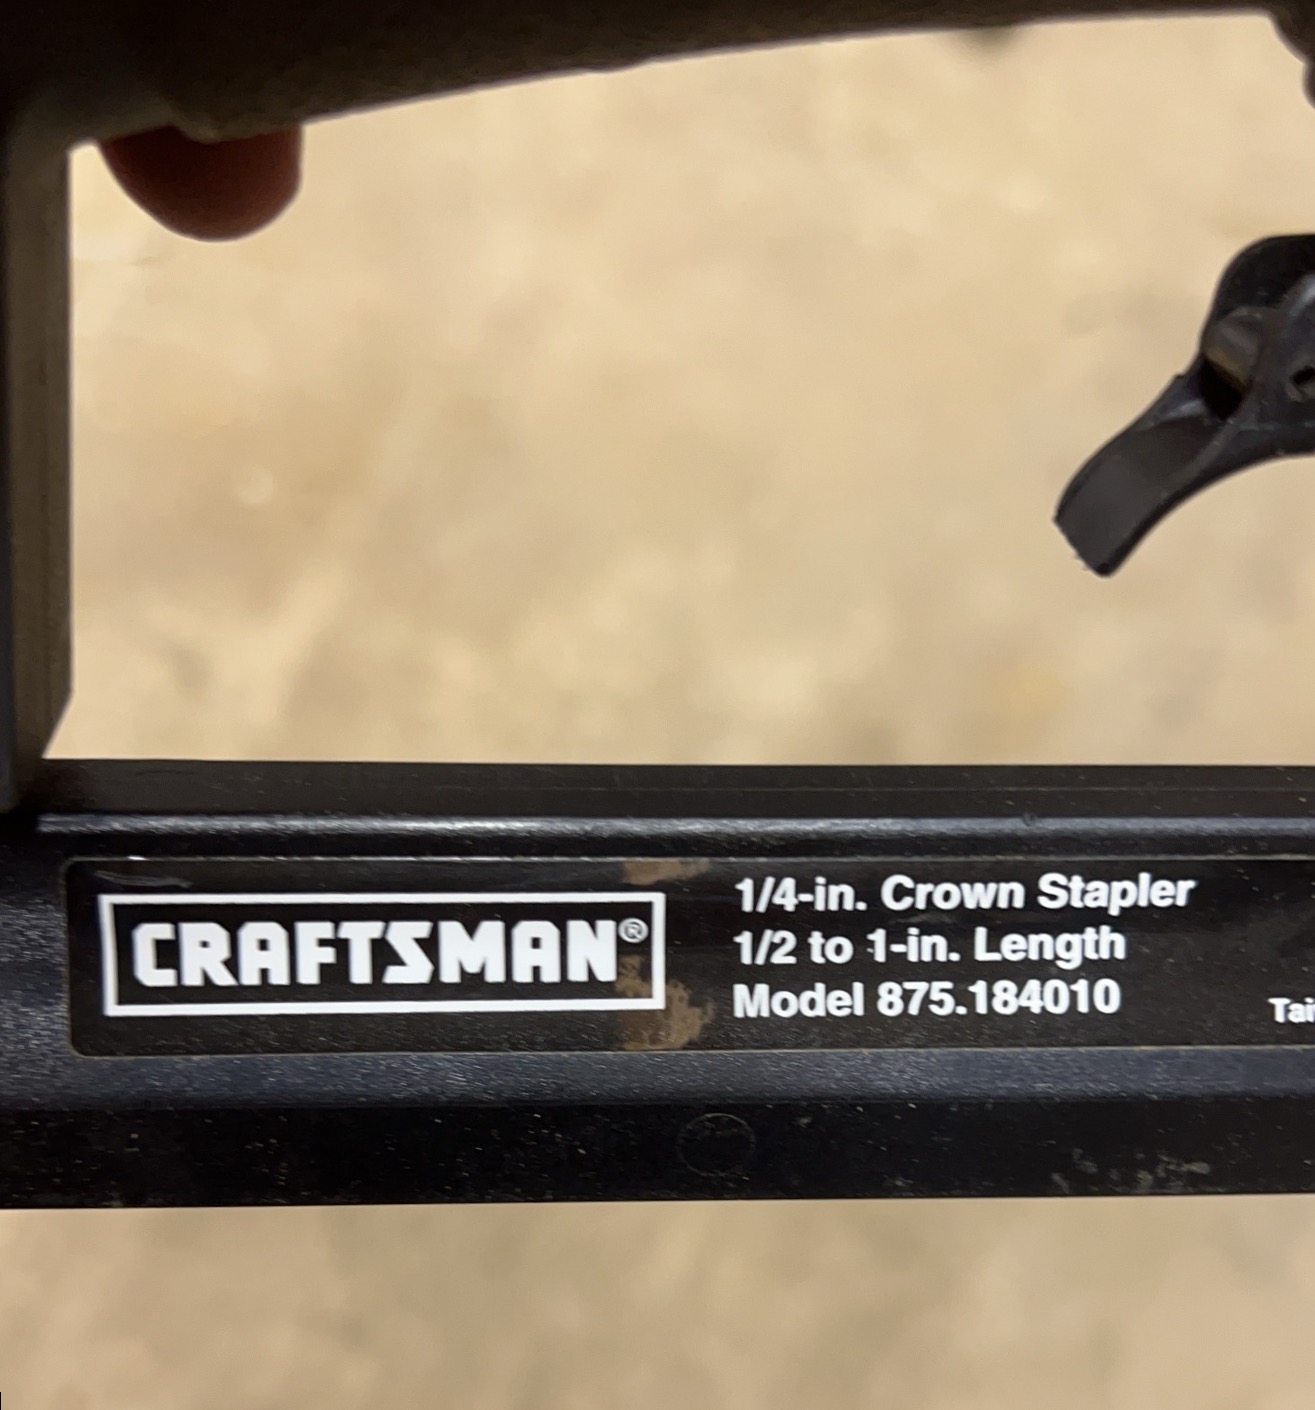 CRAFTSMAN®
1/4-in. Crown Stapler
1/2 to 1-in. Length
Model 875.184010